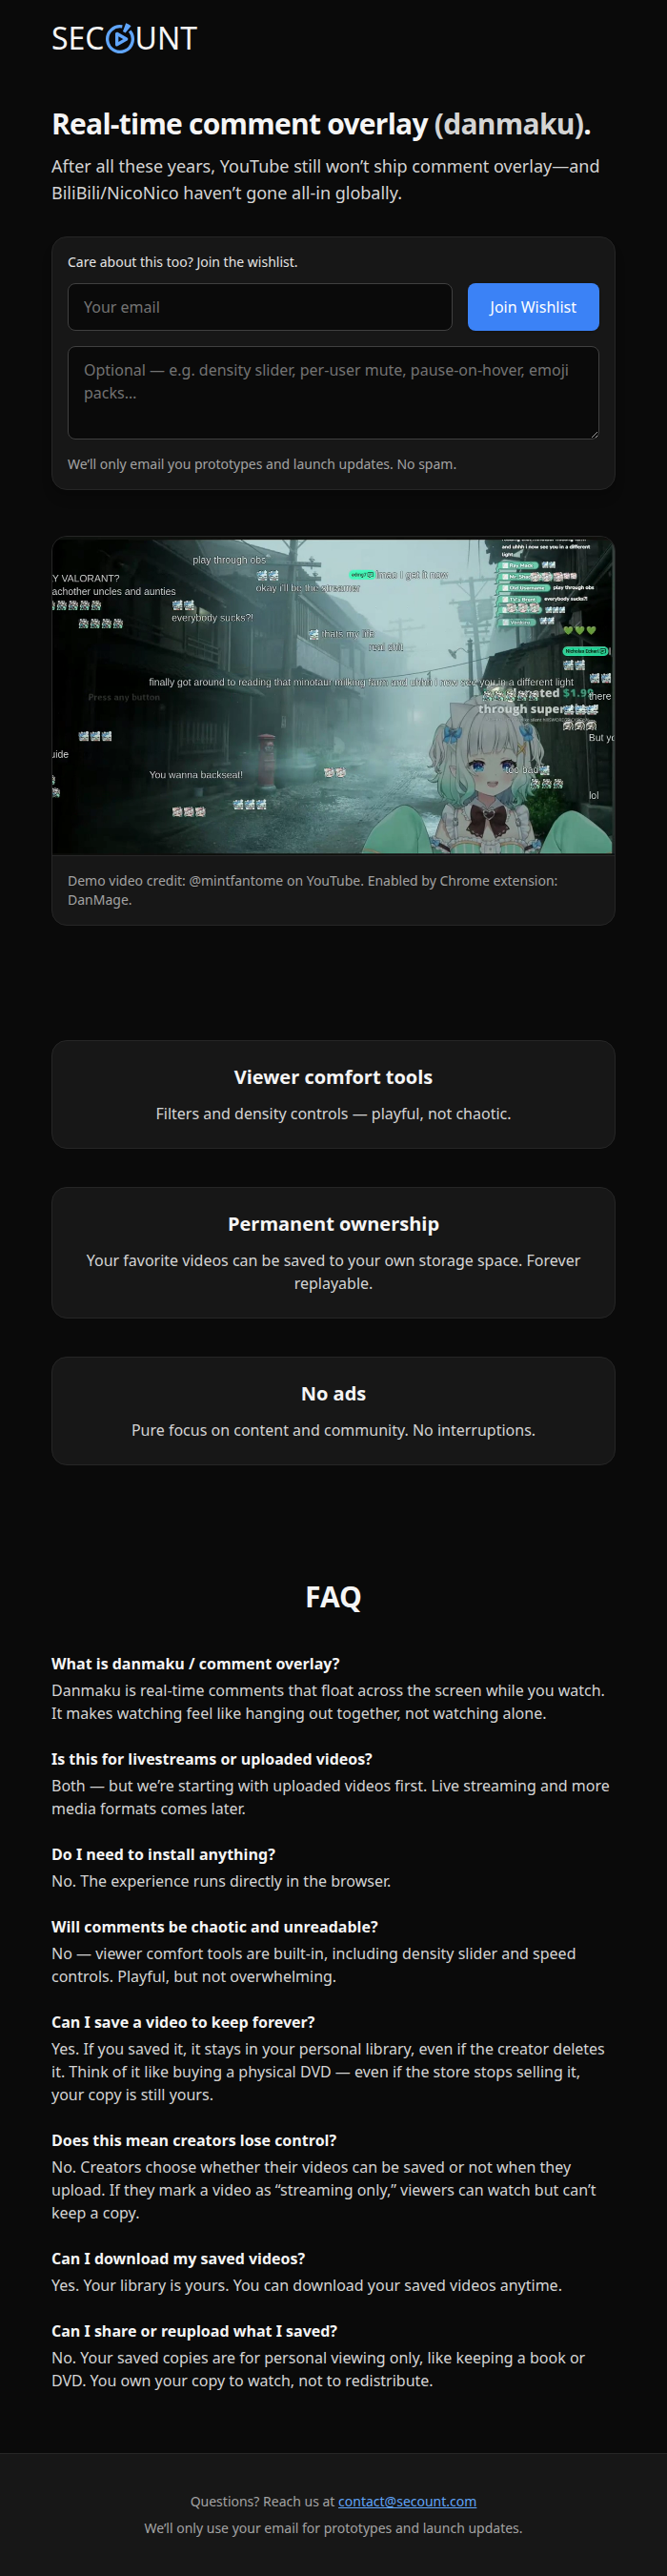 SECOUNT
Real-time comment overlay (danmaku).
After all these years, YouTube still won’t ship comment overlay—and
BiliBili/NicoNico haven’t gone all-in globally.
Care about this too? Join the wishlist.
Your email
Join Wishlist
Optional — e.g. density slider, per-user mute, pause-on-hover, emoji
packs…
We’ll only email you prototypes and launch updates. No spam.
play through obs
Y VALORANT?
lmao I get it now
achother uncles and aunties
okay i'll be the streamer
everybody sucks?!
thats my life
real shit
finally got around to reading that minotaur milking farm and uhhh i now see you in a different light
and uhhh i now see you in a different
light
play through obs
everybody sucks?!
Press any button
$1.99
there
through super
But yo
uide
You wanna backseat!
too bad
lol
Demo video credit: @mintfantome on YouTube. Enabled by Chrome extension:
DanMage.
Viewer comfort tools
Filters and density controls — playful, not chaotic.
Permanent ownership
Your favorite videos can be saved to your own storage space. Forever
replayable.
No ads
Pure focus on content and community. No interruptions.
FAQ
What is danmaku / comment overlay?
Danmaku is real-time comments that float across the screen while you watch.
It makes watching feel like hanging out together, not watching alone.
Is this for livestreams or uploaded videos?
Both — but we’re starting with uploaded videos first. Live streaming and more
media formats comes later.
Do I need to install anything?
No. The experience runs directly in the browser.
Will comments be chaotic and unreadable?
No — viewer comfort tools are built-in, including density slider and speed
controls. Playful, but not overwhelming.
Can I save a video to keep forever?
Yes. If you saved it, it stays in your personal library, even if the creator deletes
it. Think of it like buying a physical DVD — even if the store stops selling it,
your copy is still yours.
Does this mean creators lose control?
No. Creators choose whether their videos can be saved or not when they
upload. If they mark a video as “streaming only,” viewers can watch but can’t
keep a copy.
Can I download my saved videos?
Yes. Your library is yours. You can download your saved videos anytime.
Can I share or reupload what I saved?
No. Your saved copies are for personal viewing only, like keeping a book or
DVD. You own your copy to watch, not to redistribute.
Questions? Reach us at contact@secount.com
We’ll only use your email for prototypes and launch updates.